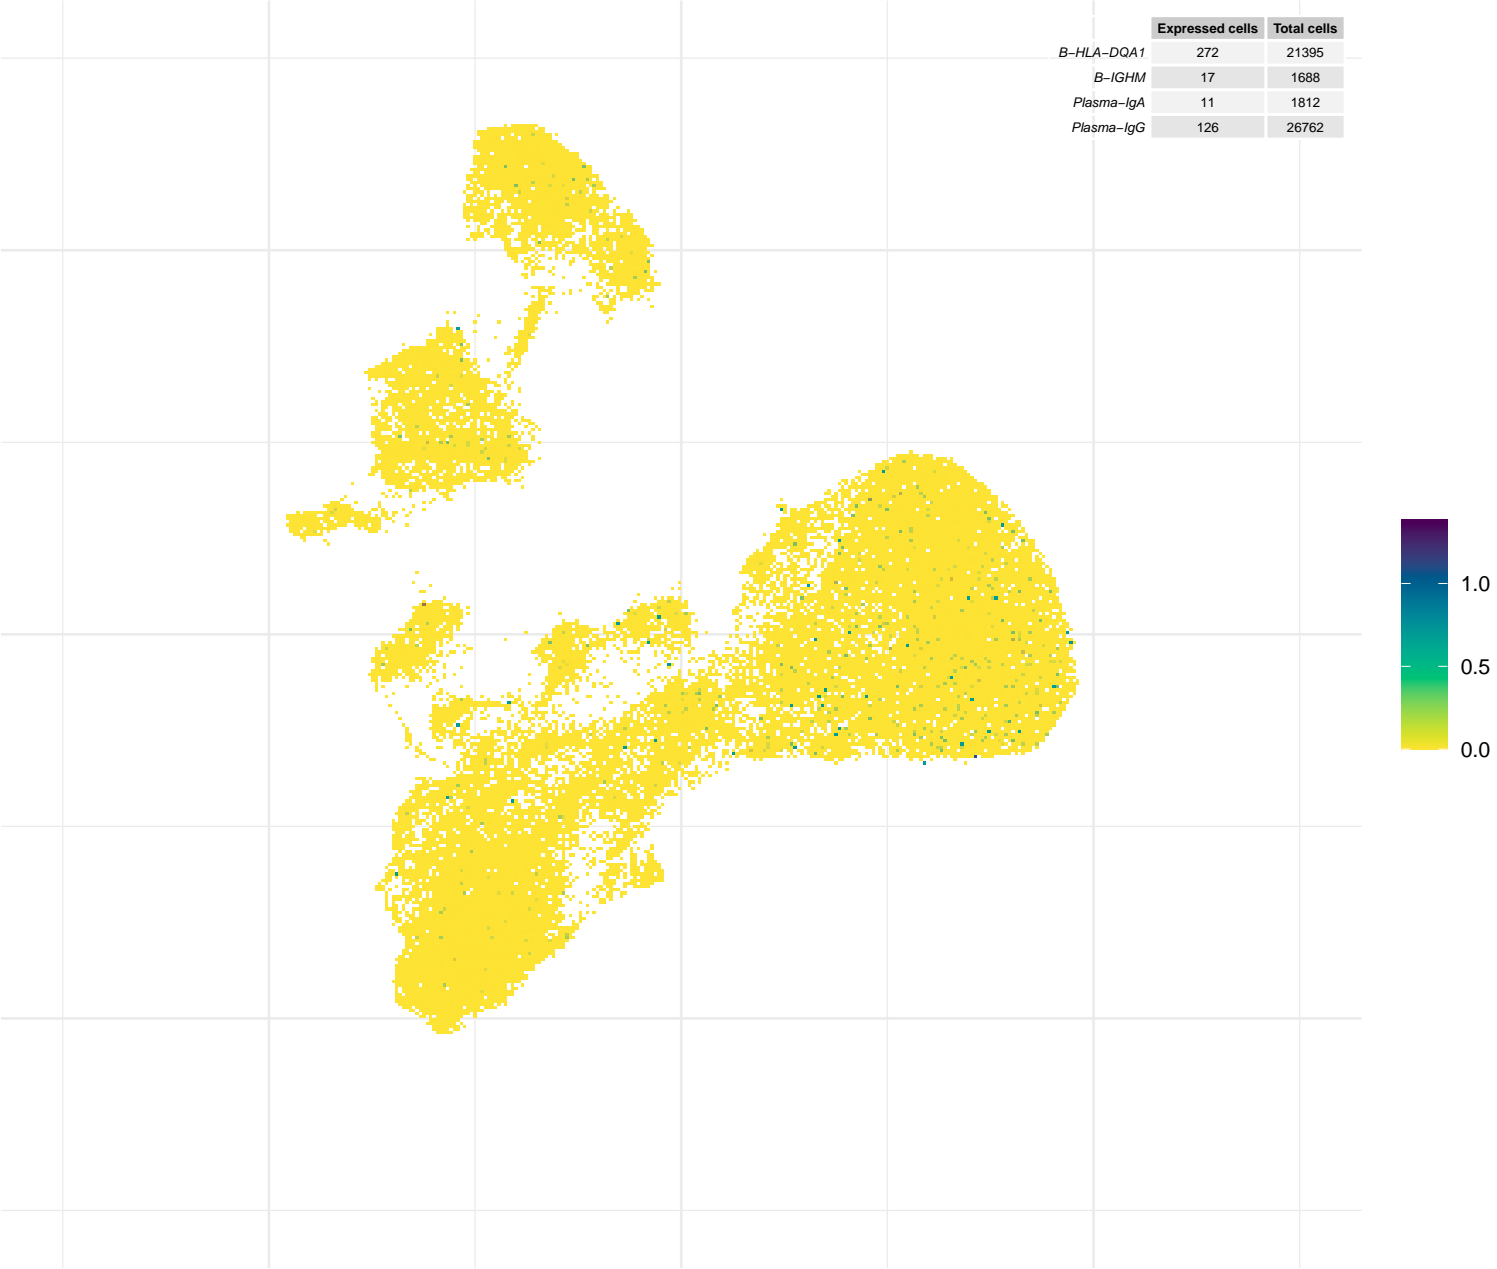 Expressed cells Total cells
B−HLA−DQA1 272 21395
B−IGHM 17 1688
Plasma−IgA 11 1812
Plasma−IgG 126 26762
1.0
0.5
0.0